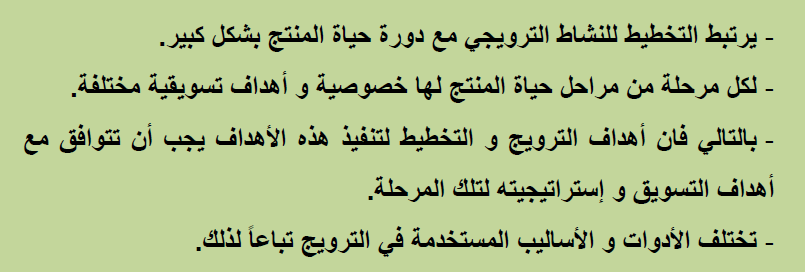 - يرتبط التخطيط للنشاط الترويجي مع دورة حياة المنتج بشكل كبير.
- لكل مرحلة من مراحل حياة المنتج لها خصوصية و أهداف تسويقية مختلفة.
- بالتالي فان أهداف الترويج و التخطيط لتنفيذ هذه الأهداف يجب أن تتوافق مع
أهداف التسويق و إستراتيجيته لتلك المرحلة.
- تختلف الأدوات و الأساليب المستخدمة في الترويج تباعاً لذلك.